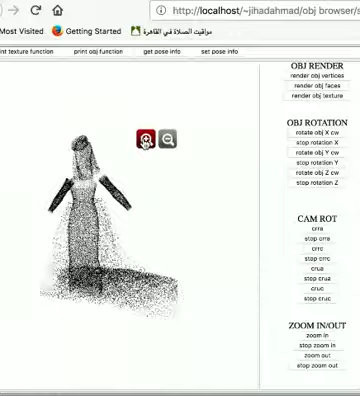 http://localhost/~jihadahmad/obj browser/s
Most Visited Getting Started مواقيت الصلاة في القاهرة
int texture function print obj function get pose info set pose info
OBJ RENDER
render obj vertices
render obj faces
render obj texture
OBJ ROTATION
rotate obj X cw
stop rotation X
rotate obj Y cw
stop rotation Y
rotate obj Z cw
stop rotation Z
CAM ROT
crra
stop crra
crrc
stop crrc
crua
stop crua
cruc
stop cruc
ZOOM IN/OUT
zoom in
stop zoom in
zoom out
stop zoom out